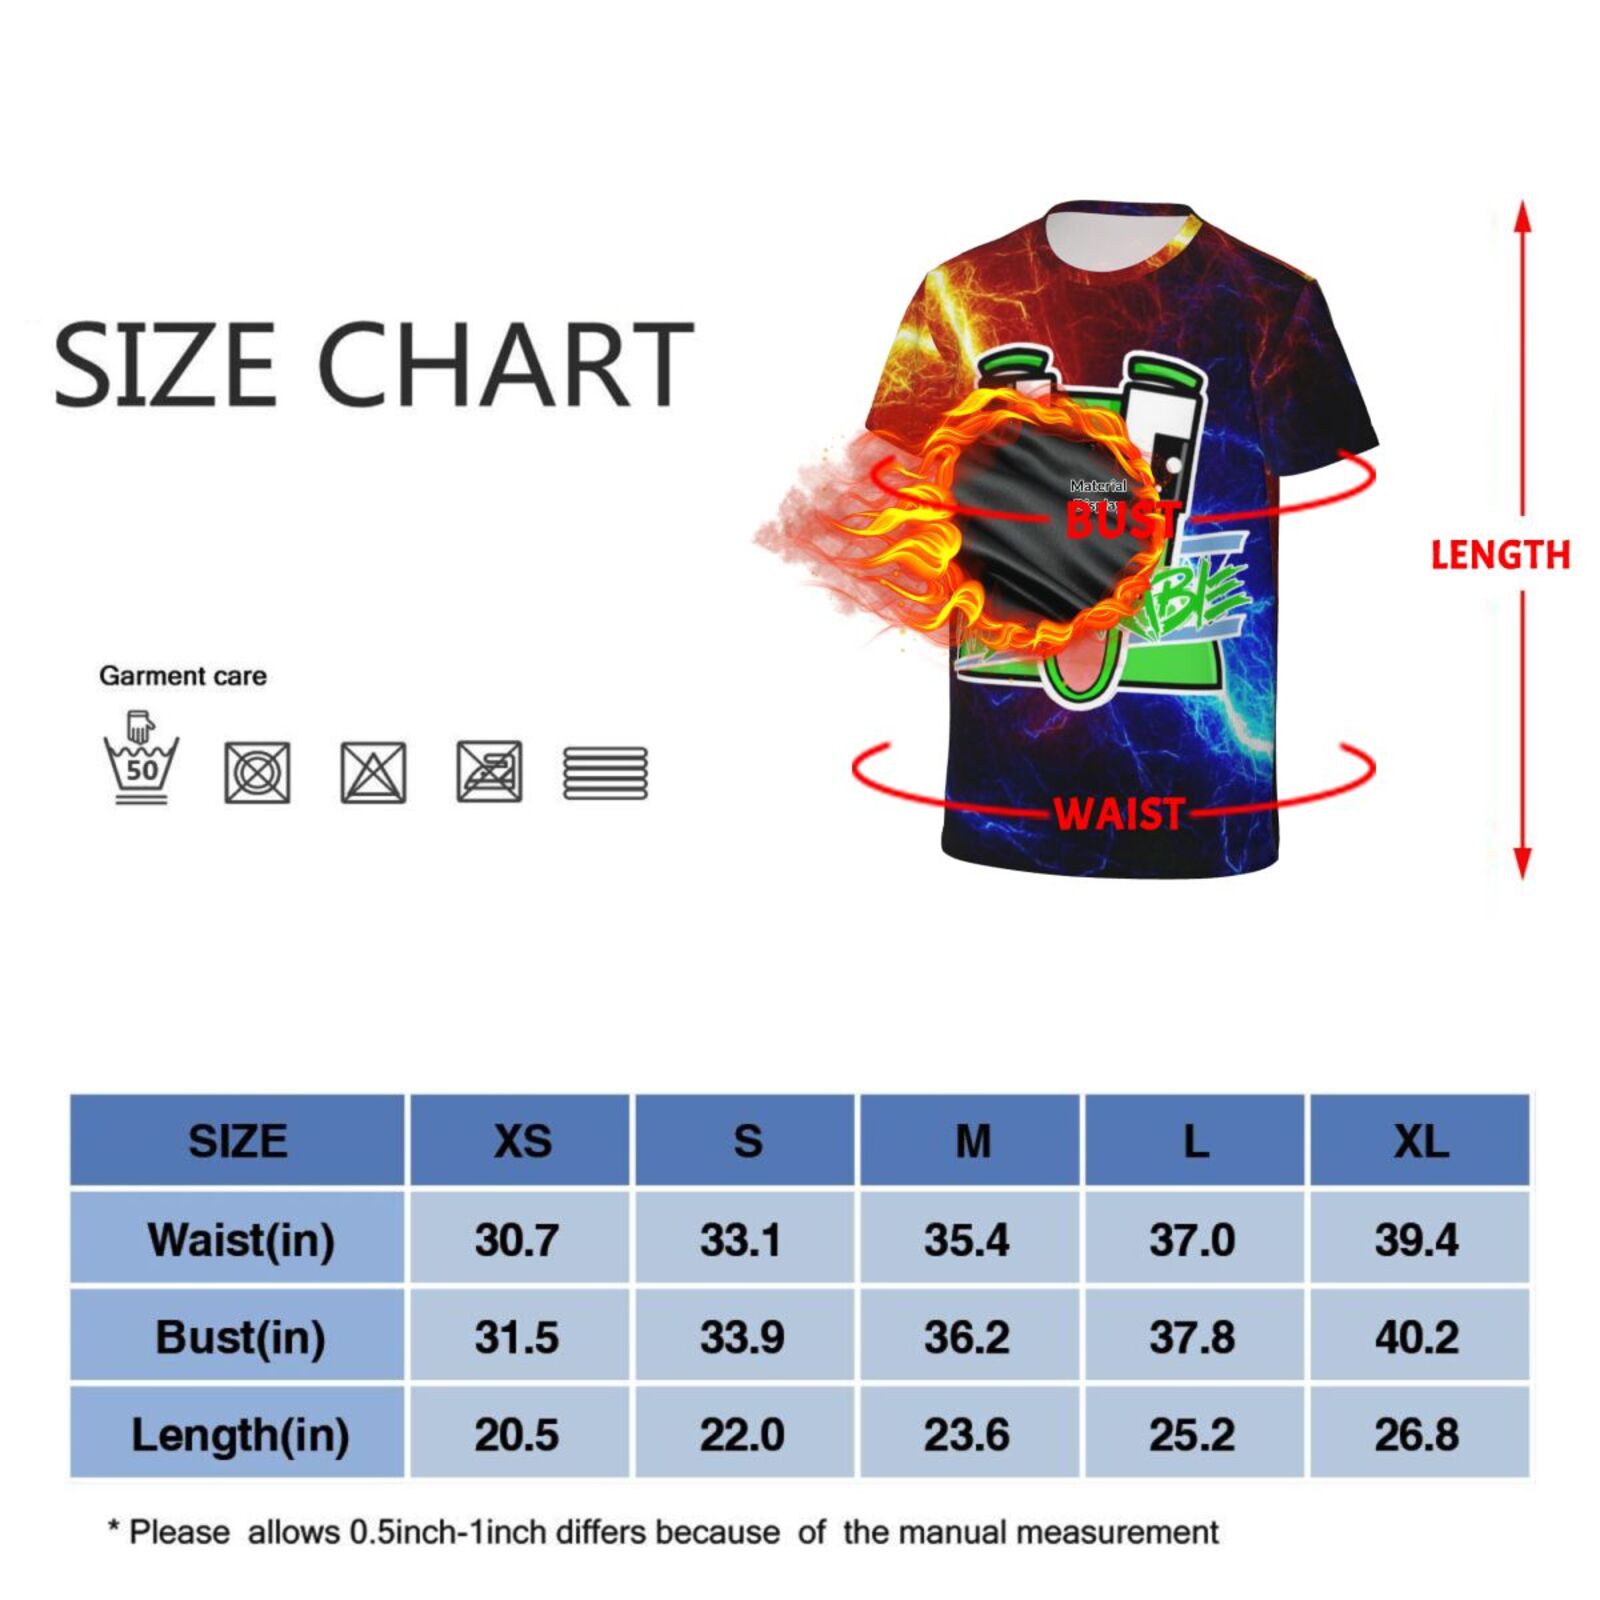 SIZE CHART
Material
BUST
LENGTH
WAIST
Garment care
50
SIZE XS S M L XL
Waist(in) 30.7 33.1 35.4 37.0 39.4
Bust(in) 31.5 33.9 36.2 37.8 40.2
Length(in) 20.5 22.0 23.6 25.2 26.8
* Please allows 0.5inch-1inch differs because of the manual measurement